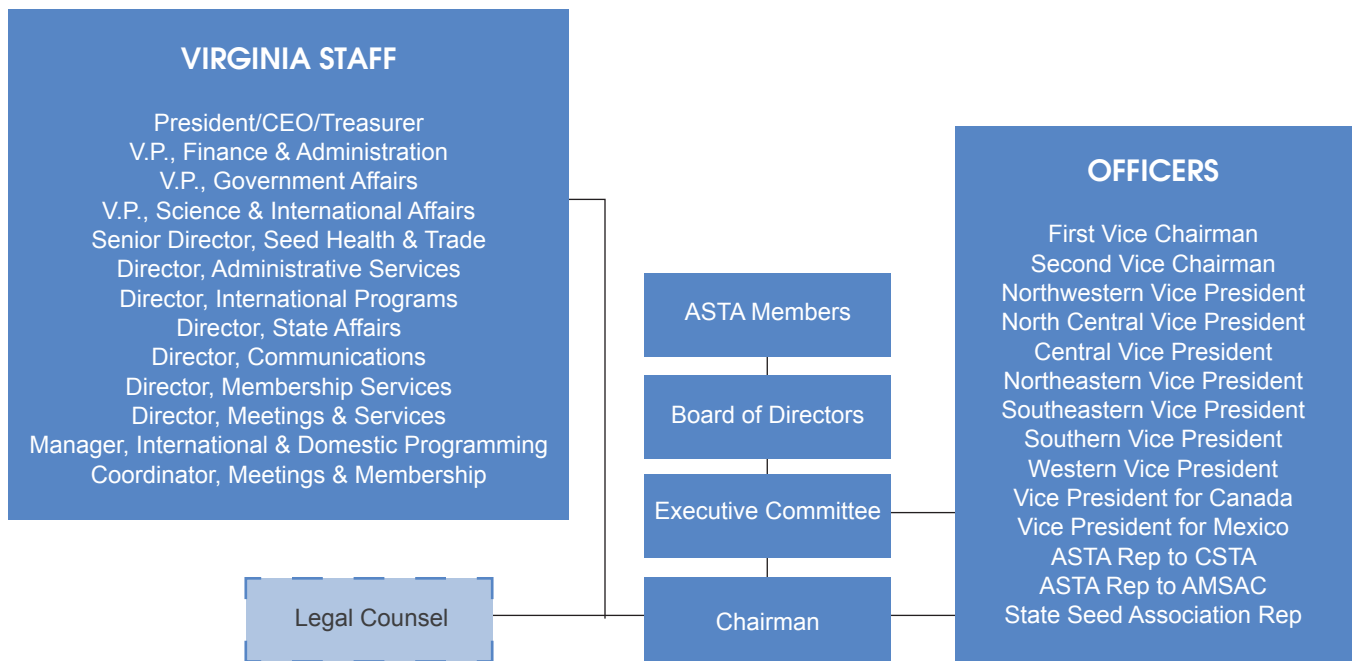 VIRGINIA STAFF
President/CEO/Treasurer
V.P., Finance & Administration
V.P., Government Affairs
V.P., Science & International Affairs
Senior Director, Seed Health & Trade
Director, Administrative Services
Director, International Programs
Director, State Affairs
Director, Communications
Director, Membership Services
Director, Meetings & Services
Manager, International & Domestic Programming
Coordinator, Meetings & Membership
ASTA Members
Board of Directors
Executive Committee
Legal Counsel
Chairman
OFFICERS
First Vice Chairman
Second Vice Chairman
Northwestern Vice President
North Central Vice President
Central Vice President
Northeastern Vice President
Southeastern Vice President
Southern Vice President
Western Vice President
Vice President for Canada
Vice President for Mexico
ASTA Rep to CSTA
ASTA Rep to AMSAC
State Seed Association Rep